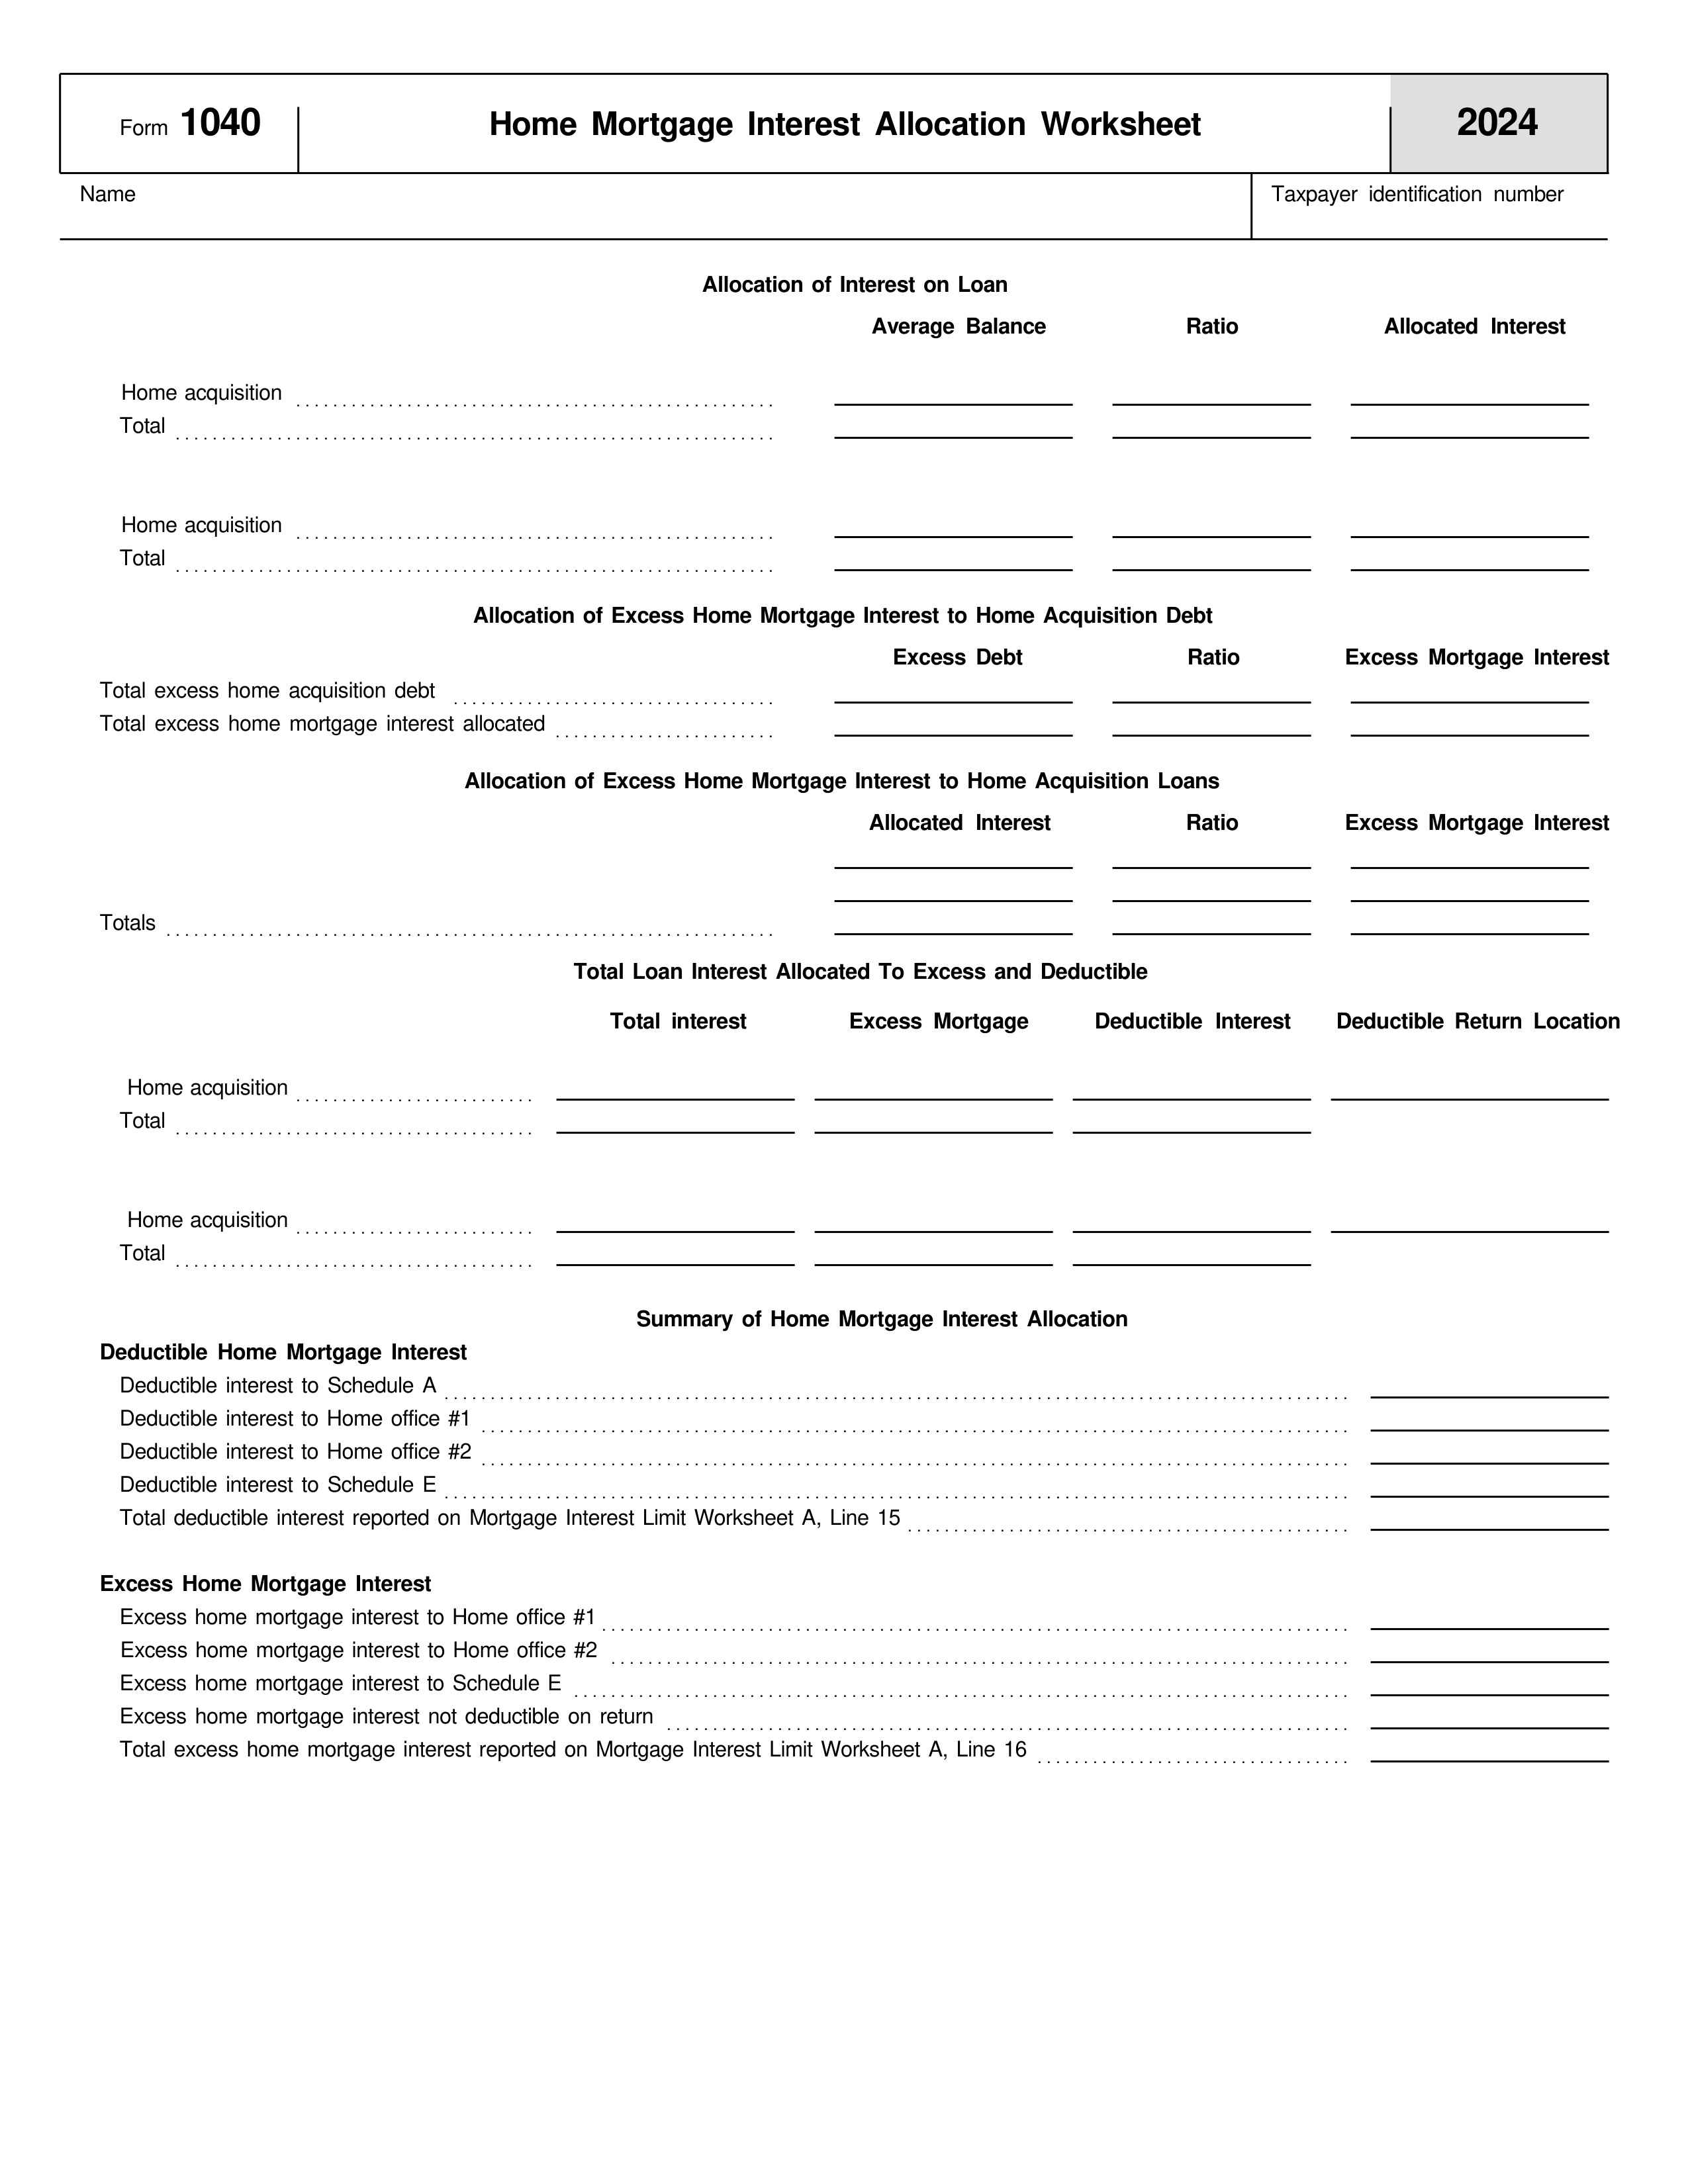 Form 1040 Home Mortgage Interest Allocation Worksheet 2024
Name Taxpayer identification number
Allocation of Interest on Loan
Average Balance Ratio Allocated Interest
Home acquisition
Total
Home acquisition
Total
Allocation of Excess Home Mortgage Interest to Home Acquisition Debt
Excess Debt Ratio Excess Mortgage Interest
Total excess home acquisition debt
Total excess home mortgage interest allocated
Allocation of Excess Home Mortgage Interest to Home Acquisition Loans
Allocated Interest Ratio Excess Mortgage Interest
Totals
Total Loan Interest Allocated To Excess and Deductible
Total interest Excess Mortgage Deductible Interest Deductible Return Location
Home acquisition
Total
Home acquisition
Total
Summary of Home Mortgage Interest Allocation
Deductible Home Mortgage Interest
Deductible interest to Schedule A
Deductible interest to Home office #1
Deductible interest to Home office #2
Deductible interest to Schedule E
Total deductible interest reported on Mortgage Interest Limit Worksheet A, Line 15
Excess Home Mortgage Interest
Excess home mortgage interest to Home office #1
Excess home mortgage interest to Home office #2
Excess home mortgage interest to Schedule E
Excess home mortgage interest not deductible on return
Total excess home mortgage interest reported on Mortgage Interest Limit Worksheet A, Line 16